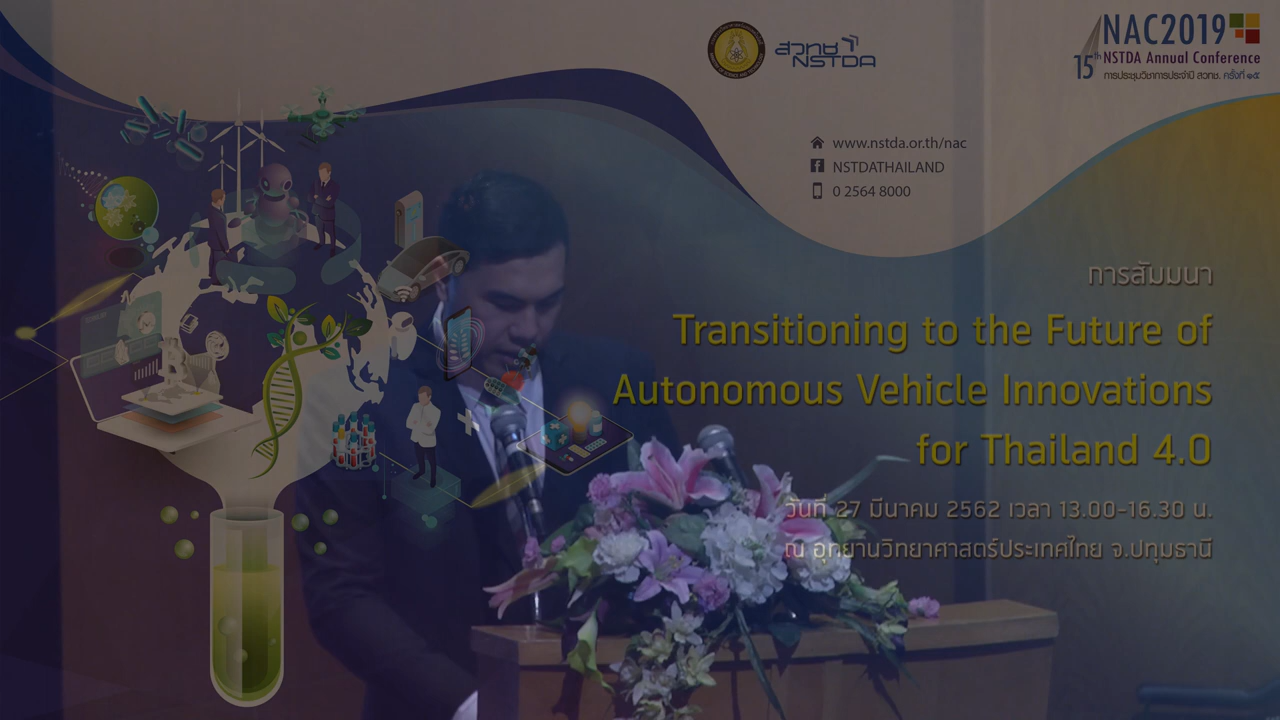 สวทช
NSTDA
NAC2019
15th NSTDA Annual Conference
การประชุมวิชาการประจำปี สวทช. ครั้งที่ ๑๕
www.nstda.or.th/nac
NSTDATHAILAND
0 2564 8000
การสัมมนา
Transitioning to the Future of
Autonomous Vehicle Innovations
for Thailand 4.0
วันที่ 27 มีนาคม 2562 เวลา 13.00-16.30 น.
ณ อุทยานวิทยาศาสตร์ประเทศไทย จ.ปทุมธานี